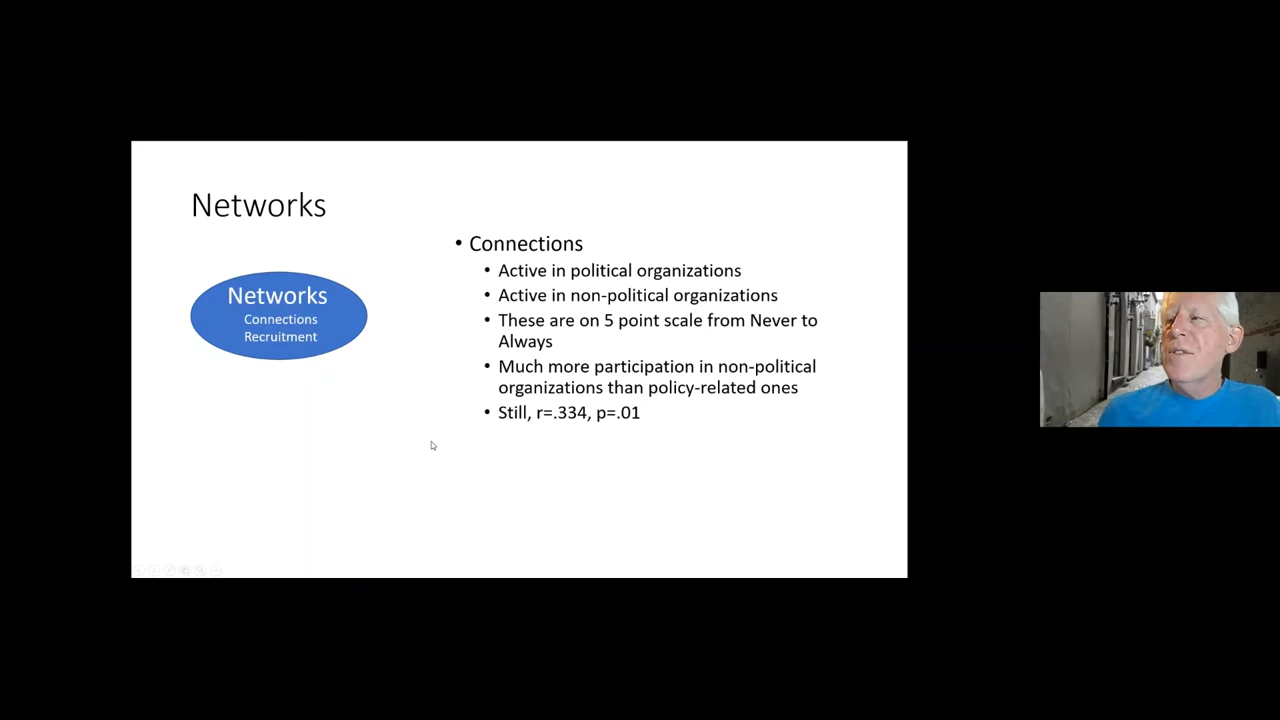 Networks
Networks
Connections
Recruitment
• Connections
• Active in political organizations
• Active in non-political organizations
• These are on 5 point scale from Never to
Always
• Much more participation in non-political
organizations than policy-related ones
• Still, r=.334, p=.01